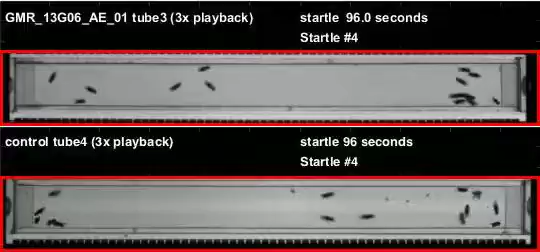 GMR_13G06_AE_01 tube3 (3x playback) startle 96.0 seconds
Startle #4
control tube4 (3x playback) startle 96 seconds
Startle #4